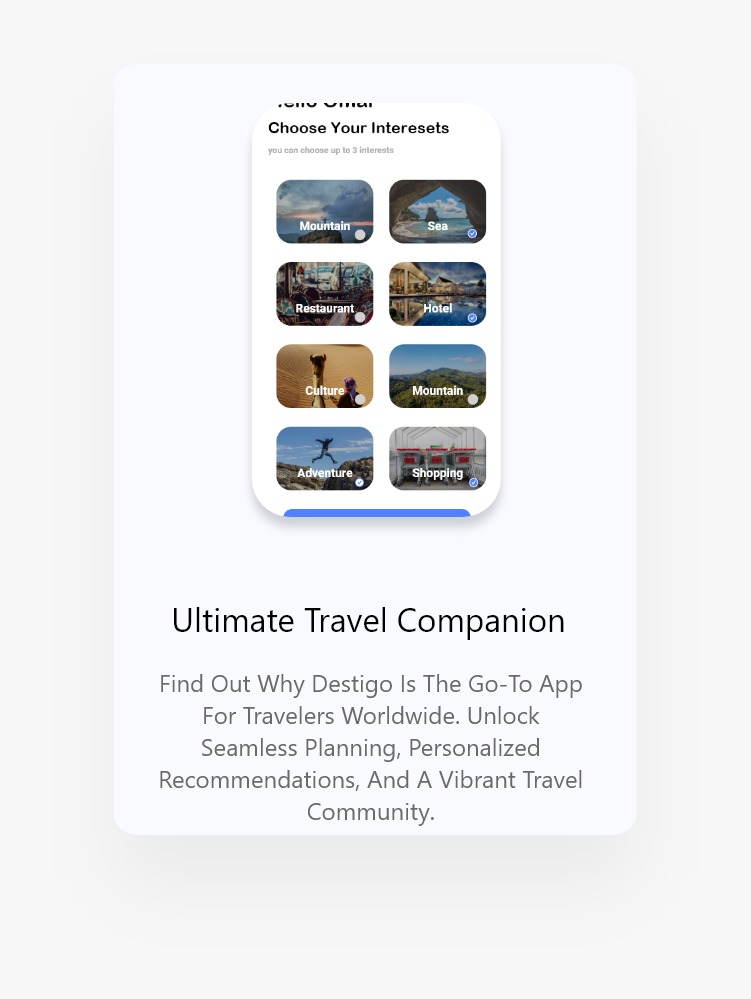 Choose Your Interesets
you can choose up to 3 interests
Mountain
Sea
Restaurant
Hotel
Culture
Mountain
Adventure
Shopping
Ultimate Travel Companion
Find Out Why Destigo Is The Go-To App
For Travelers Worldwide. Unlock
Seamless Planning, Personalized
Recommendations, And A Vibrant Travel
Community.